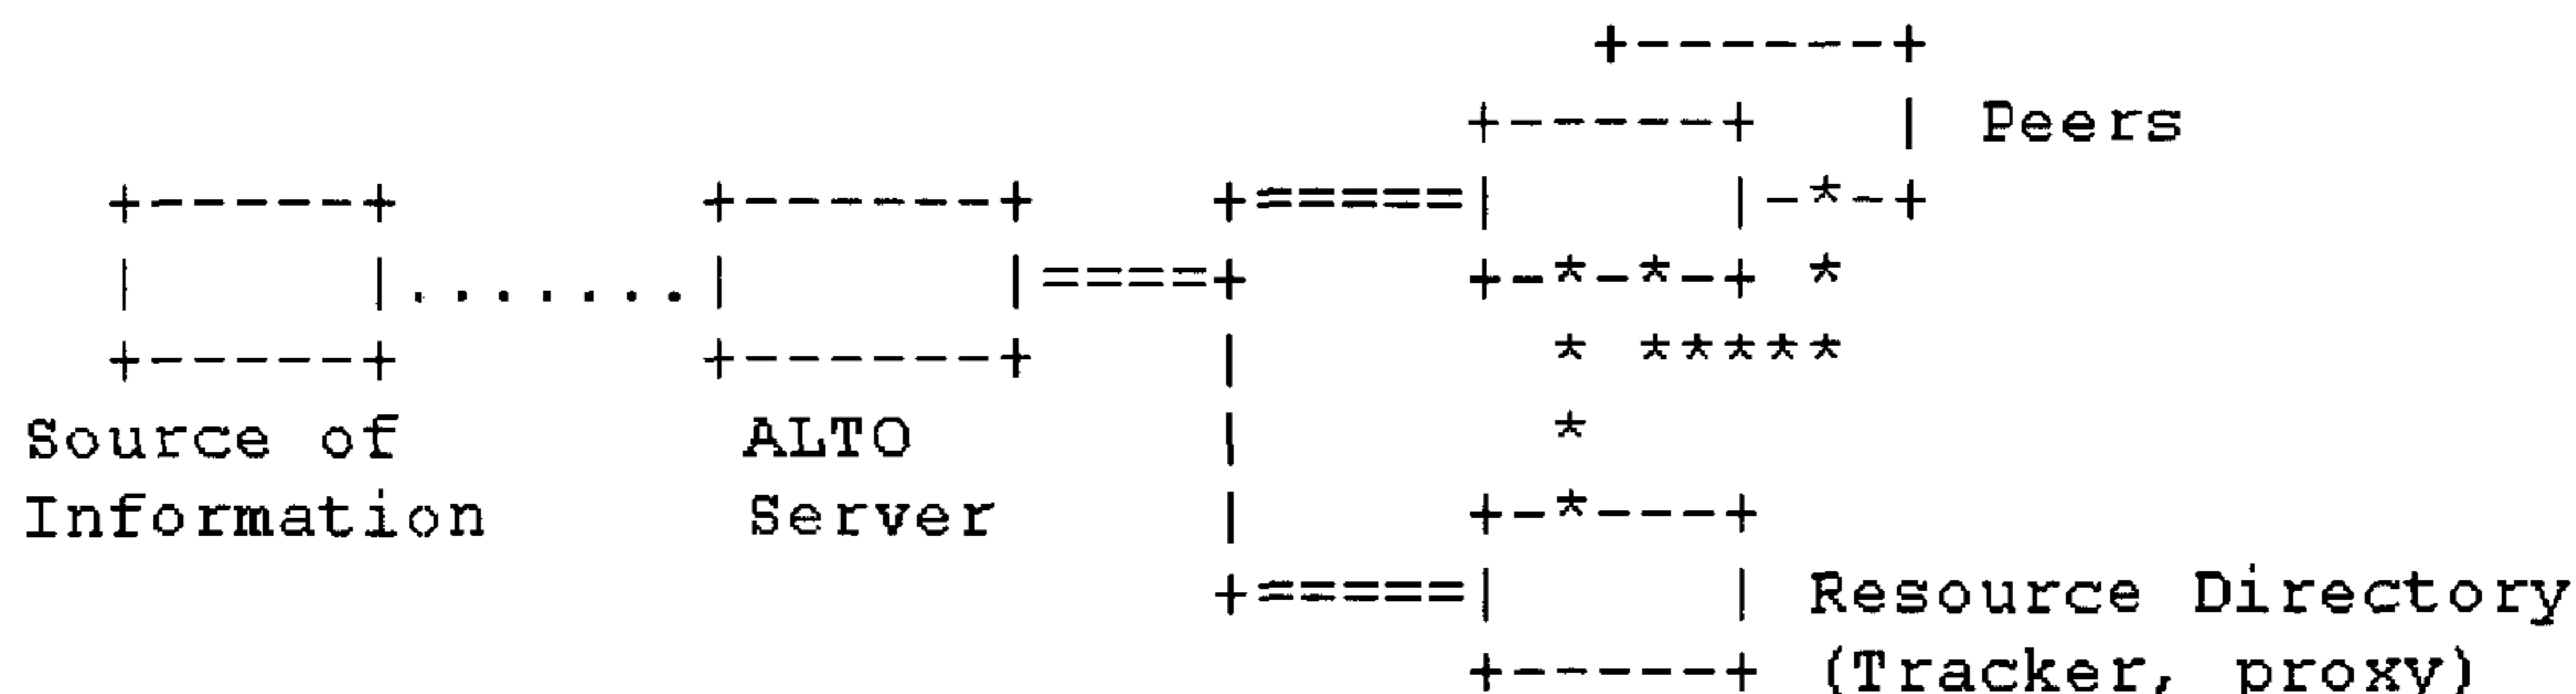 Peers
Source of
Information
ALTO
Server
Resource Directory
(Tracker, proxy)